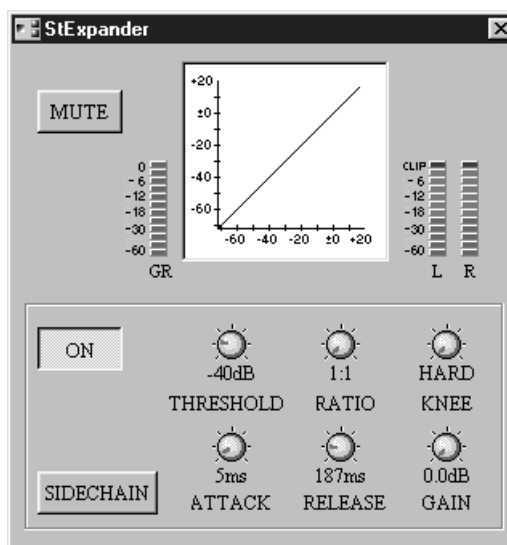 StExpander
MUTE
+20
±0
-20
-40
-60
-60 -40 -20 ±0 +20
0
-6
-12
-18
-30
-60
GR
CLIP
-6
-12
-18
-30
-60
L R
ON
-40dB 1:1 HARD
THRESHOLD RATIO KNEE
5ms 187ms 0.0dB
SIDECHAIN ATTACK RELEASE GAIN